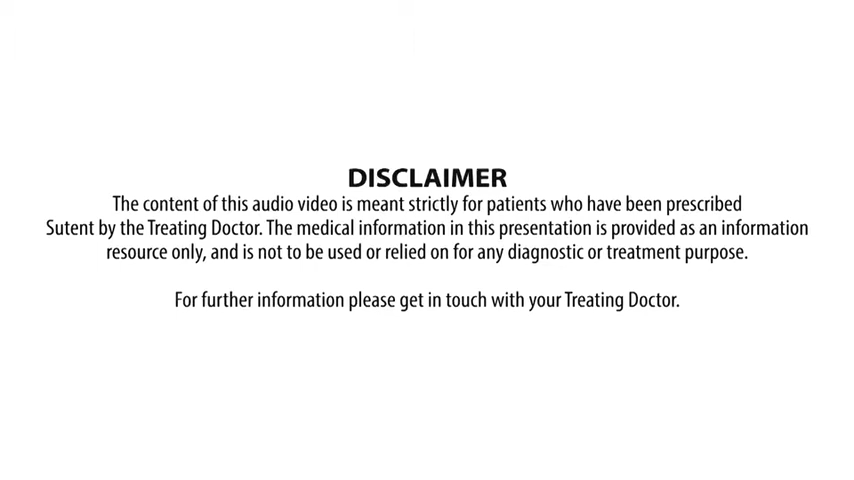 DISCLAIMER
The content of this audio video is meant strictly for patients who have been prescribed
Sutent by the Treating Doctor. The medical information in this presentation is provided as an information
resource only, and is not to be used or relied on for any diagnostic or treatment purpose.
For further information please get in touch with your Treating Doctor.